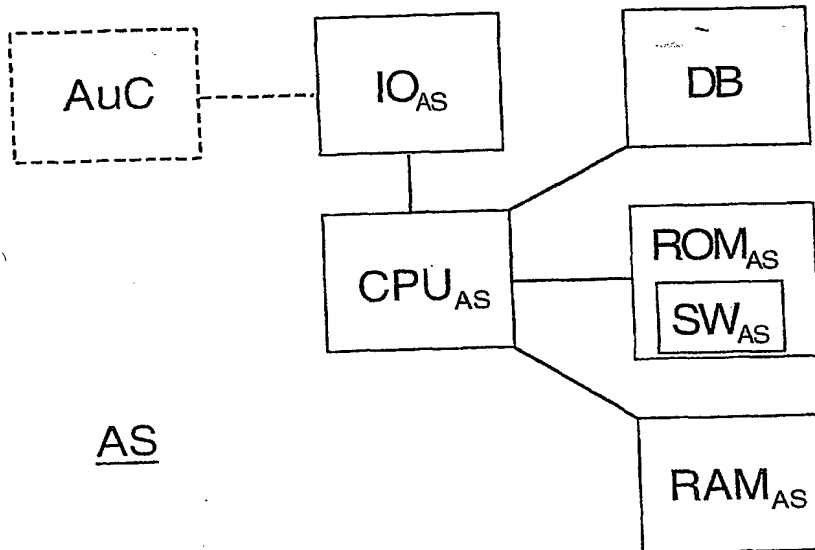 AuC
IO_AS
DB
CPU_AS
ROM_AS
SW_AS
AS
RAM_AS